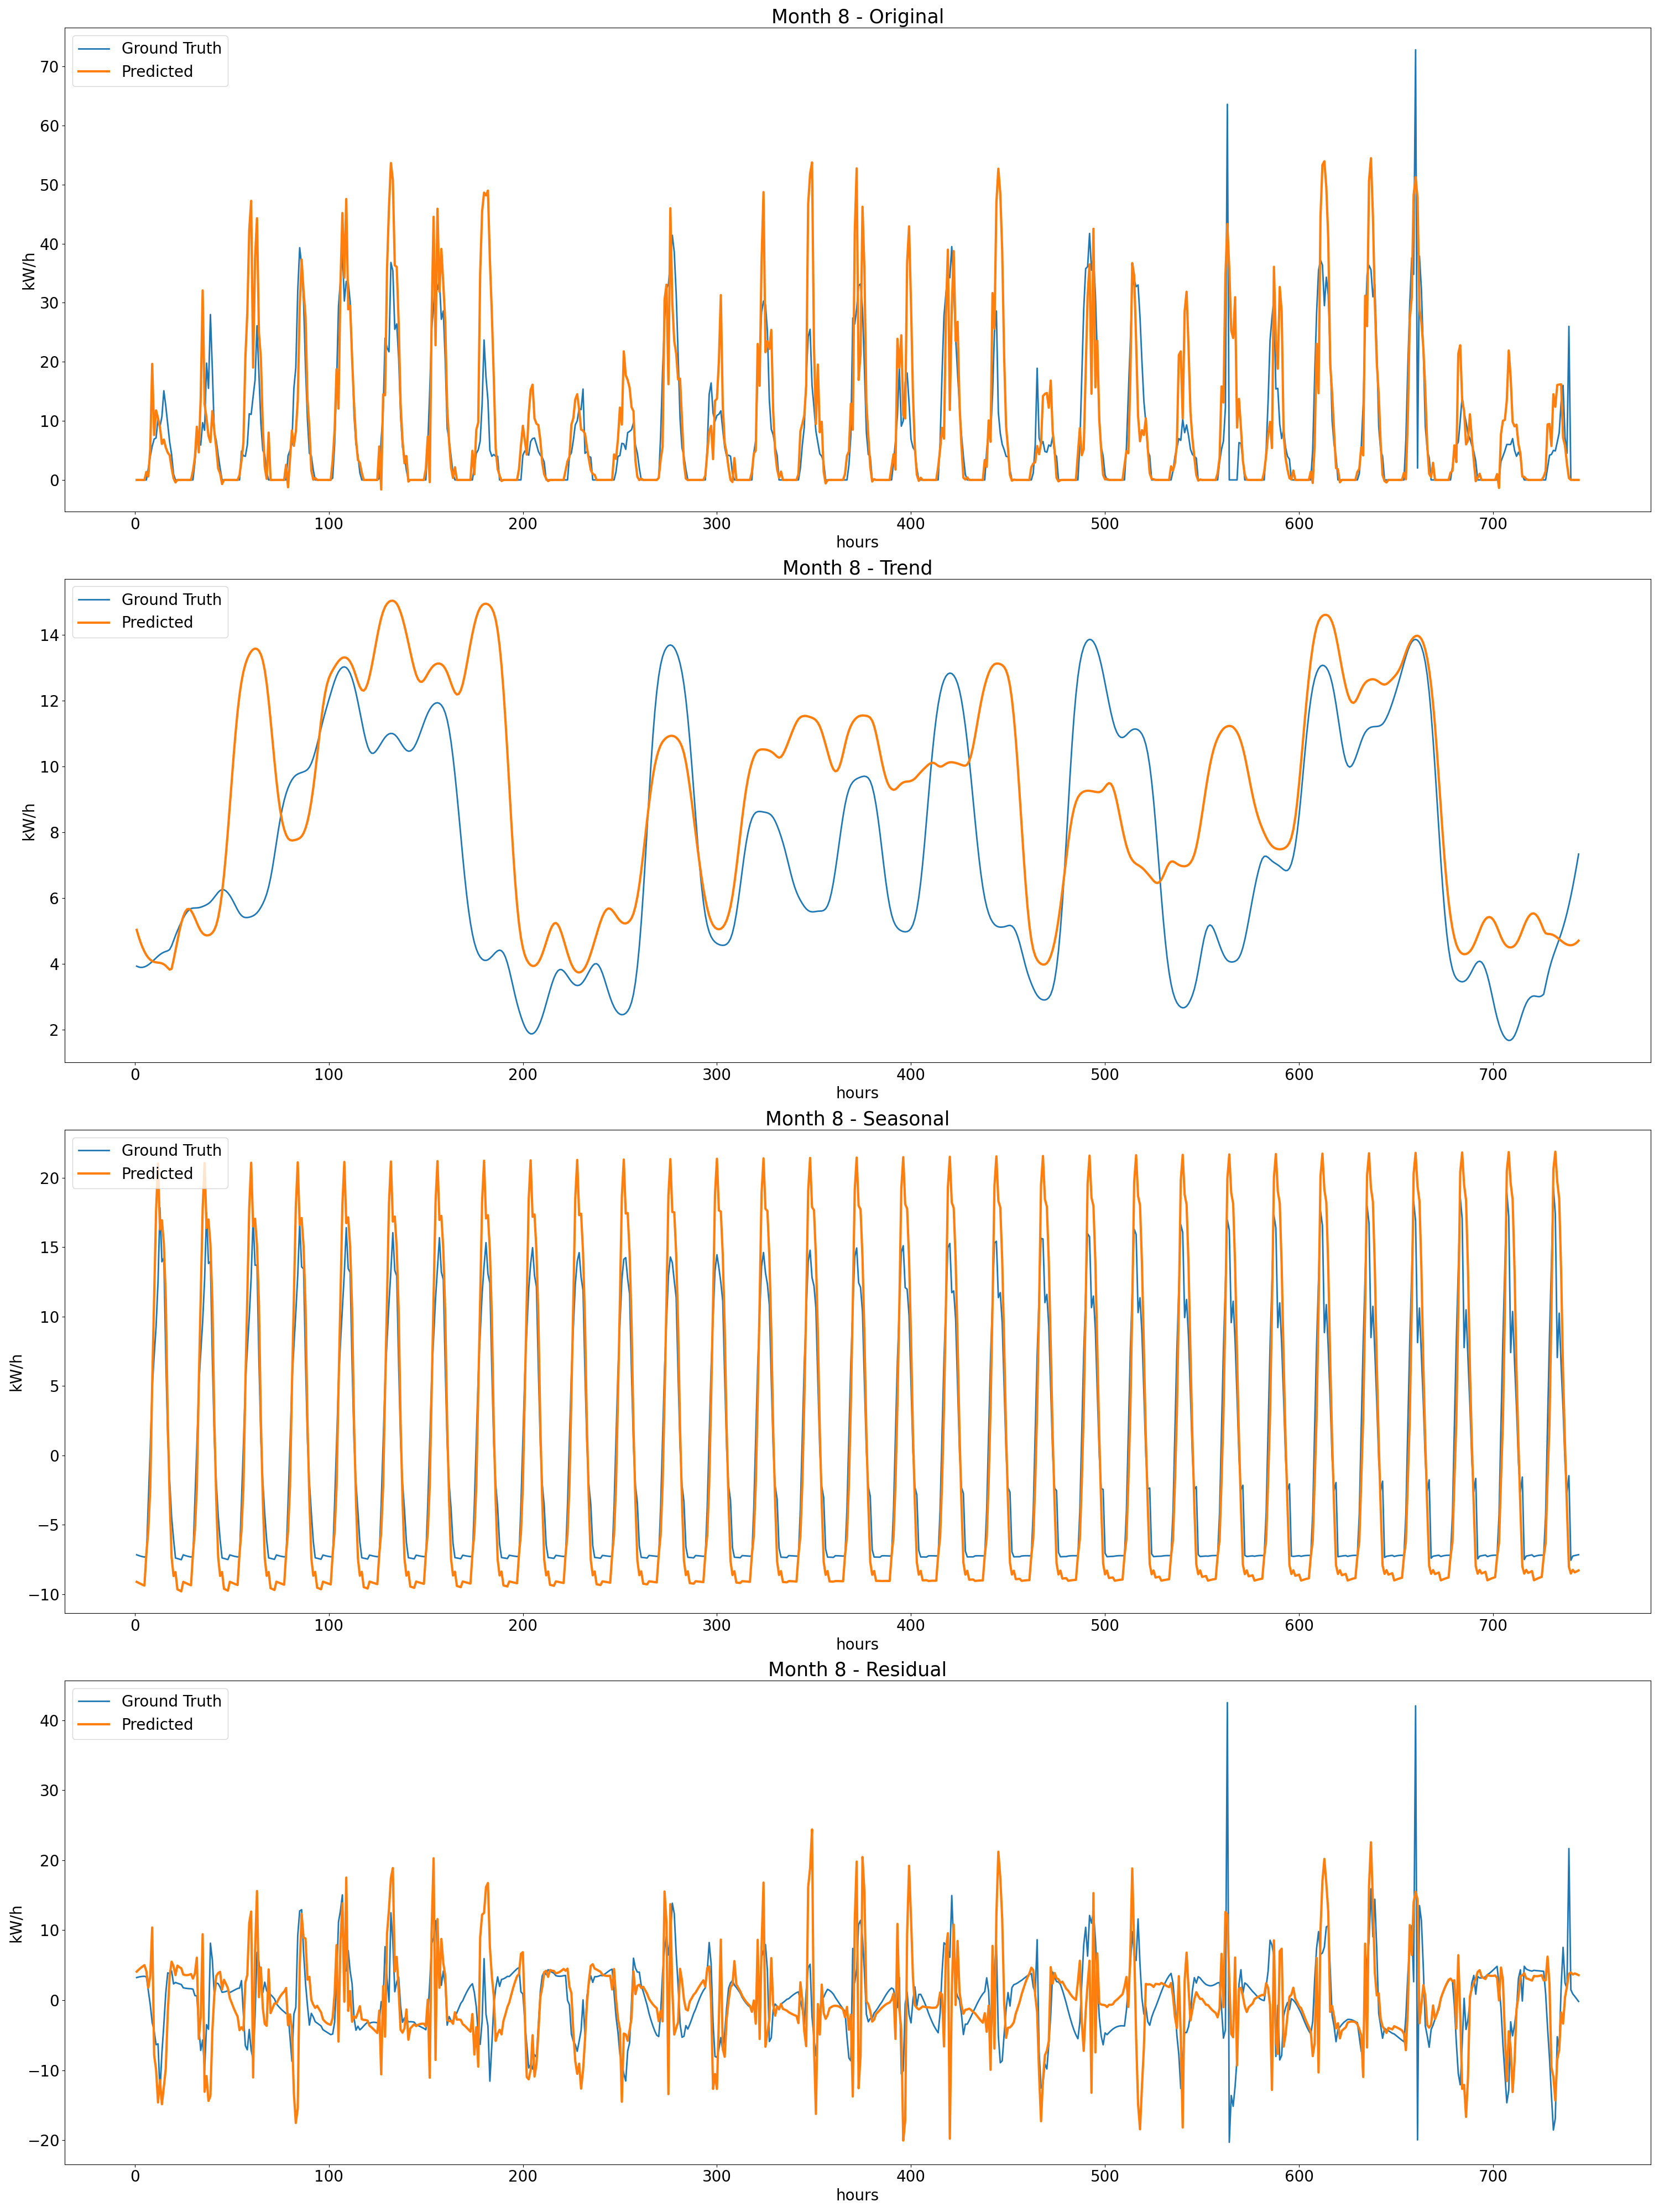 Month 8 - Original
Ground Truth
Predicted
70
60
50
40
30
20
10
0
kW/h
0 100 200 300 400 500 600 700
hours
Month 8 - Trend
Ground Truth
Predicted
14
12
10
8
6
4
2
kW/h
0 100 200 300 400 500 600 700
hours
Month 8 - Seasonal
Ground Truth
Predicted
20
15
10
5
0
−5
−10
kW/h
0 100 200 300 400 500 600 700
hours
Month 8 - Residual
Ground Truth
Predicted
40
30
20
10
0
−10
−20
kW/h
0 100 200 300 400 500 600 700
hours